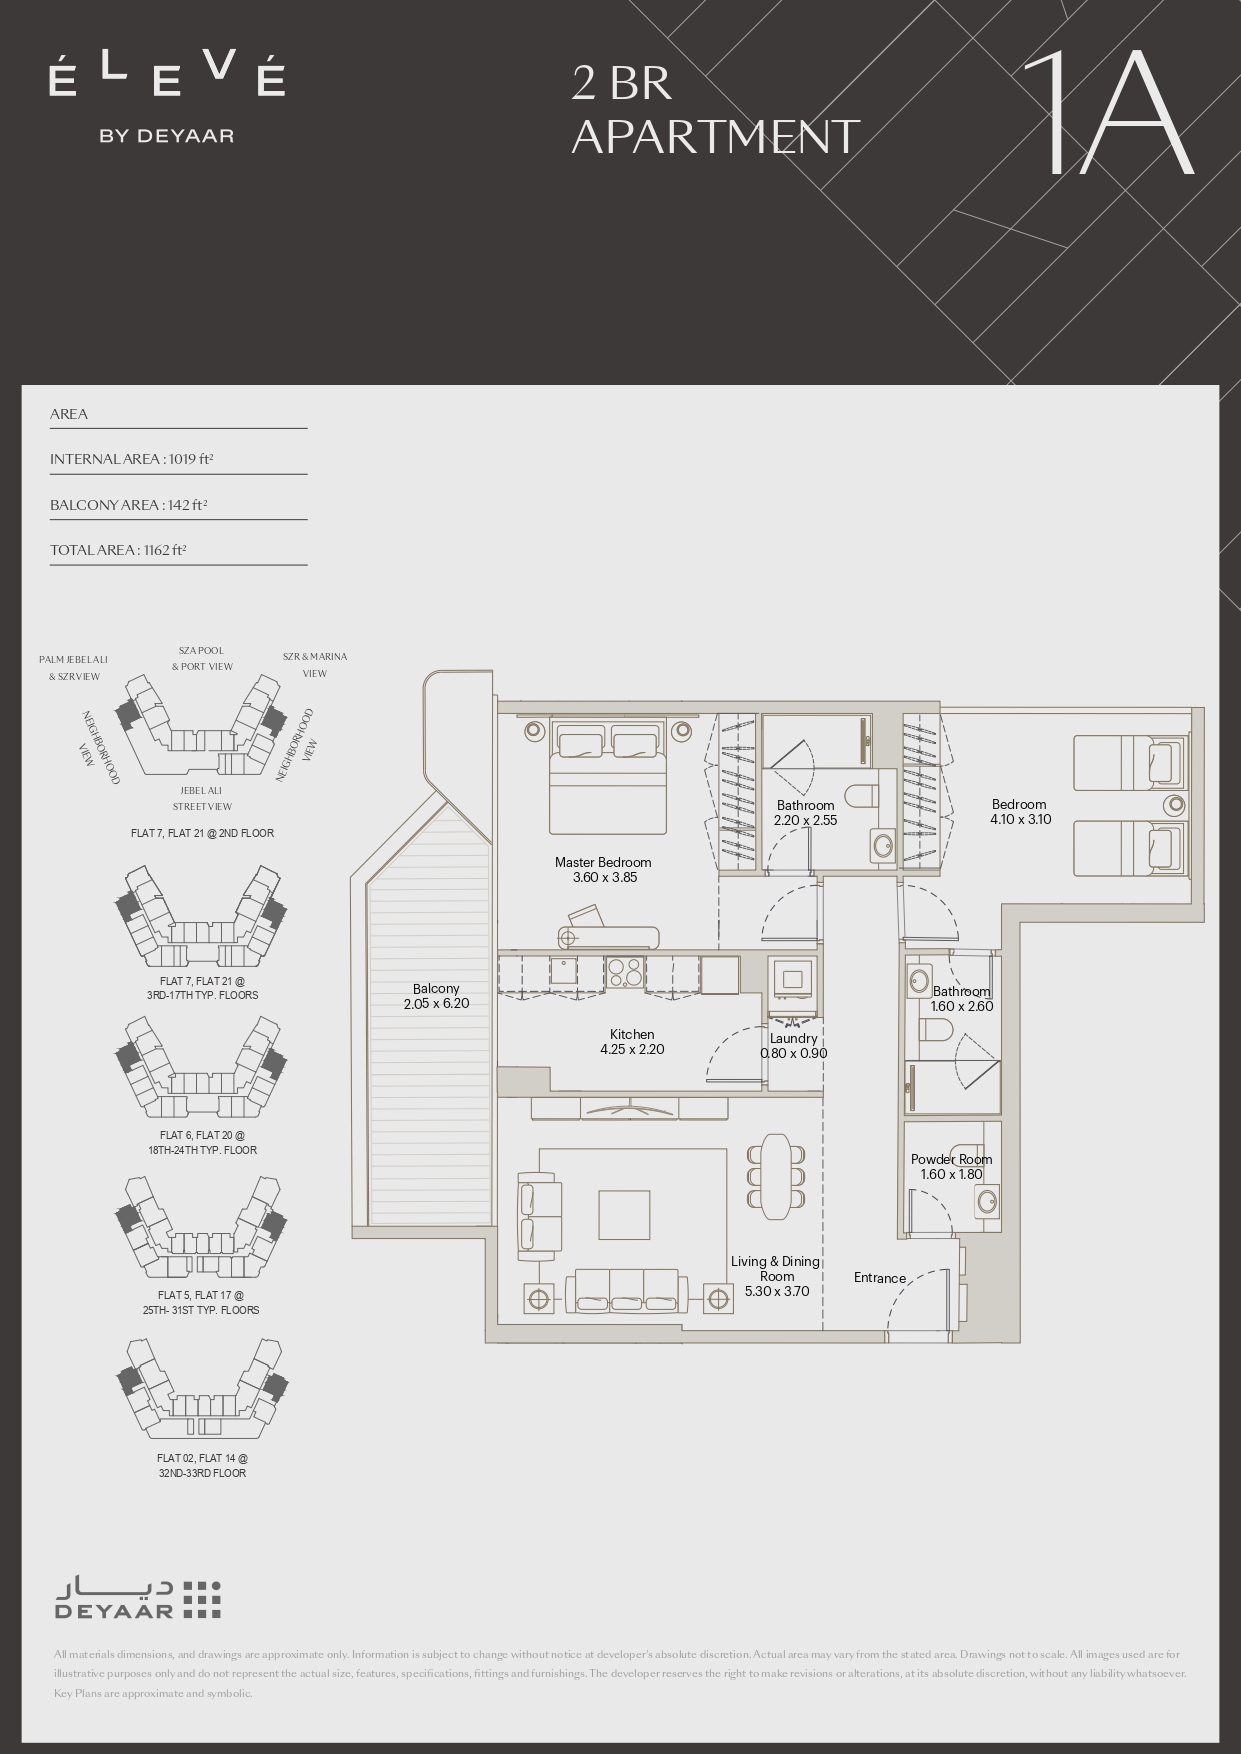 ÉLEVÉ
BY DEYAAR
2 BR
APARTMENT
1A
AREA
INTERNAL AREA : 1019 ft²
BALCONY AREA : 142 ft²
TOTAL AREA : 1162 ft²
PALM JEBEL ALI
& SZR VIEW
SZA POOL
& PORT VIEW
SZR & MARINA
VIEW
NEIGHBORHOOD
VIEW
NEIGHBORHOOD
VIEW
JEBEL ALI
STREET VIEW
FLAT 7, FLAT 21 @ 2ND FLOOR
FLAT 7, FLAT 21 @
3RD-17TH TYP. FLOORS
FLAT 6, FLAT 20 @
18TH-24TH TYP. FLOOR
FLAT 5, FLAT 17 @
25TH- 31ST TYP. FLOORS
FLAT 02, FLAT 14 @
32ND-33RD FLOOR
Master Bedroom
3.60 x 3.85
Bathroom
2.20 x 2.55
Bedroom
4.10 x 3.10
Balcony
2.05 x 6.20
Kitchen
4.25 x 2.20
Laundry
0.80 x 0.90
Bathroom
1.60 x 2.60
Powder Room
1.60 x 1.80
Living & Dining
Room
5.30 x 3.70
Entrance
ديار
DEYAAR
All materials dimensions, and drawings are approximate only. Information is subject to change without notice at developer's absolute discretion. Actual area may vary from the stated area. Drawings not to scale. All images used are for
illustrative purposes only and do not represent the actual size, features, specifications, fittings and furnishings. The developer reserves the right to make revisions or alterations, at its absolute discretion, without any liability whatsoever.
Key Plans are approximate and symbolic.